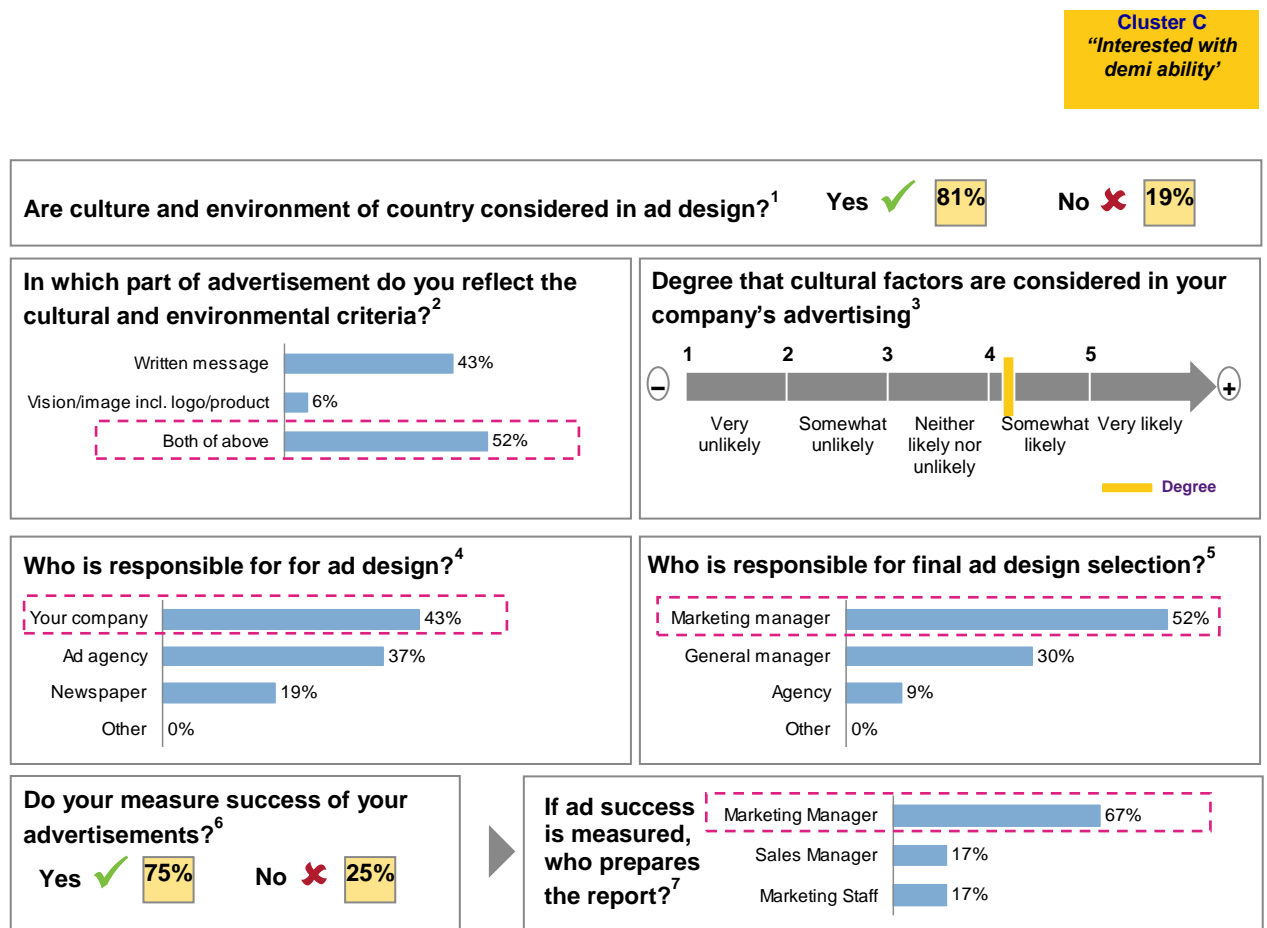 Cluster C
“Interested with
demi ability’
Are culture and environment of country considered in ad design?1
Yes 81%
No 19%
In which part of advertisement do you reflect the
cultural and environmental criteria?2
Written message 43%
Vision/image incl. logo/product 6%
Both of above 52%
Degree that cultural factors are considered in your
company’s advertising3
1 2 3 4 5
– +
Very
unlikely
Somewhat
unlikely
Neither
likely nor
unlikely
Somewhat
likely
Very likely
Degree
Who is responsible for for ad design?4
Your company 43%
Ad agency 37%
Newspaper 19%
Other 0%
Who is responsible for final ad design selection?5
Marketing manager 52%
General manager 30%
Agency 9%
Other 0%
Do your measure success of your
advertisements?6
Yes 75%
No 25%
If ad success
is measured,
who prepares
the report?7
Marketing Manager 67%
Sales Manager 17%
Marketing Staff 17%